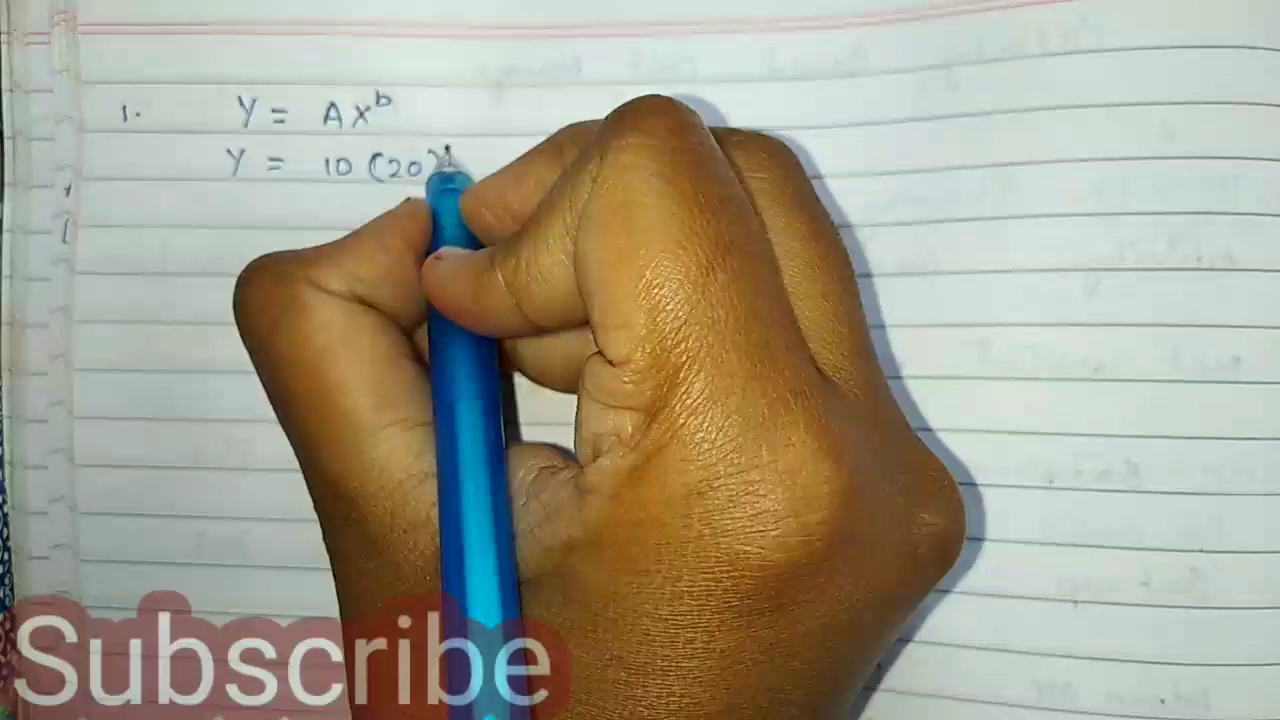 1. Y = AX^b
Y = 10 (20)
Subscribe